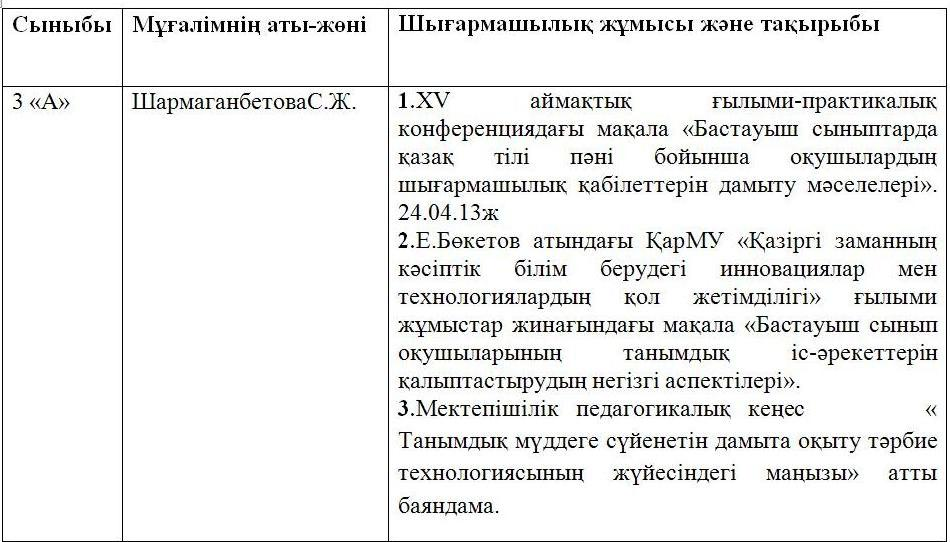 Сыныбы Мұғалімнің аты-жөні Шығармашылық жұмысы және тақырыбы
3 «А» ШармаганбетоваС.Ж. 1.XV аймақтық ғылыми-практикалық
конференциядағы мақала «Бастауыш сыныптарда
қазақ тілі пәні бойынша оқушылардың
шығармашылық қабілеттерін дамыту мәселелері».
24.04.13ж
2.Е.Бөкетов атындағы ҚарМУ «Қазіргі заманның
кәсіптік білім берудегі инновациялар мен
технологиялардың қол жетімділігі» ғылыми
жұмыстар жинағындағы мақала «Бастауыш сынып
оқушыларының танымдық іс-әрекеттерін
қалыптастырудың негізгі аспектілері».
3.Мектепішілік педагогикалық кеңес «
Танымдық мүддеге сүйенетін дамыта оқыту тәрбие
технологиясының жүйесіндегі маңызы» атты
баяндама.